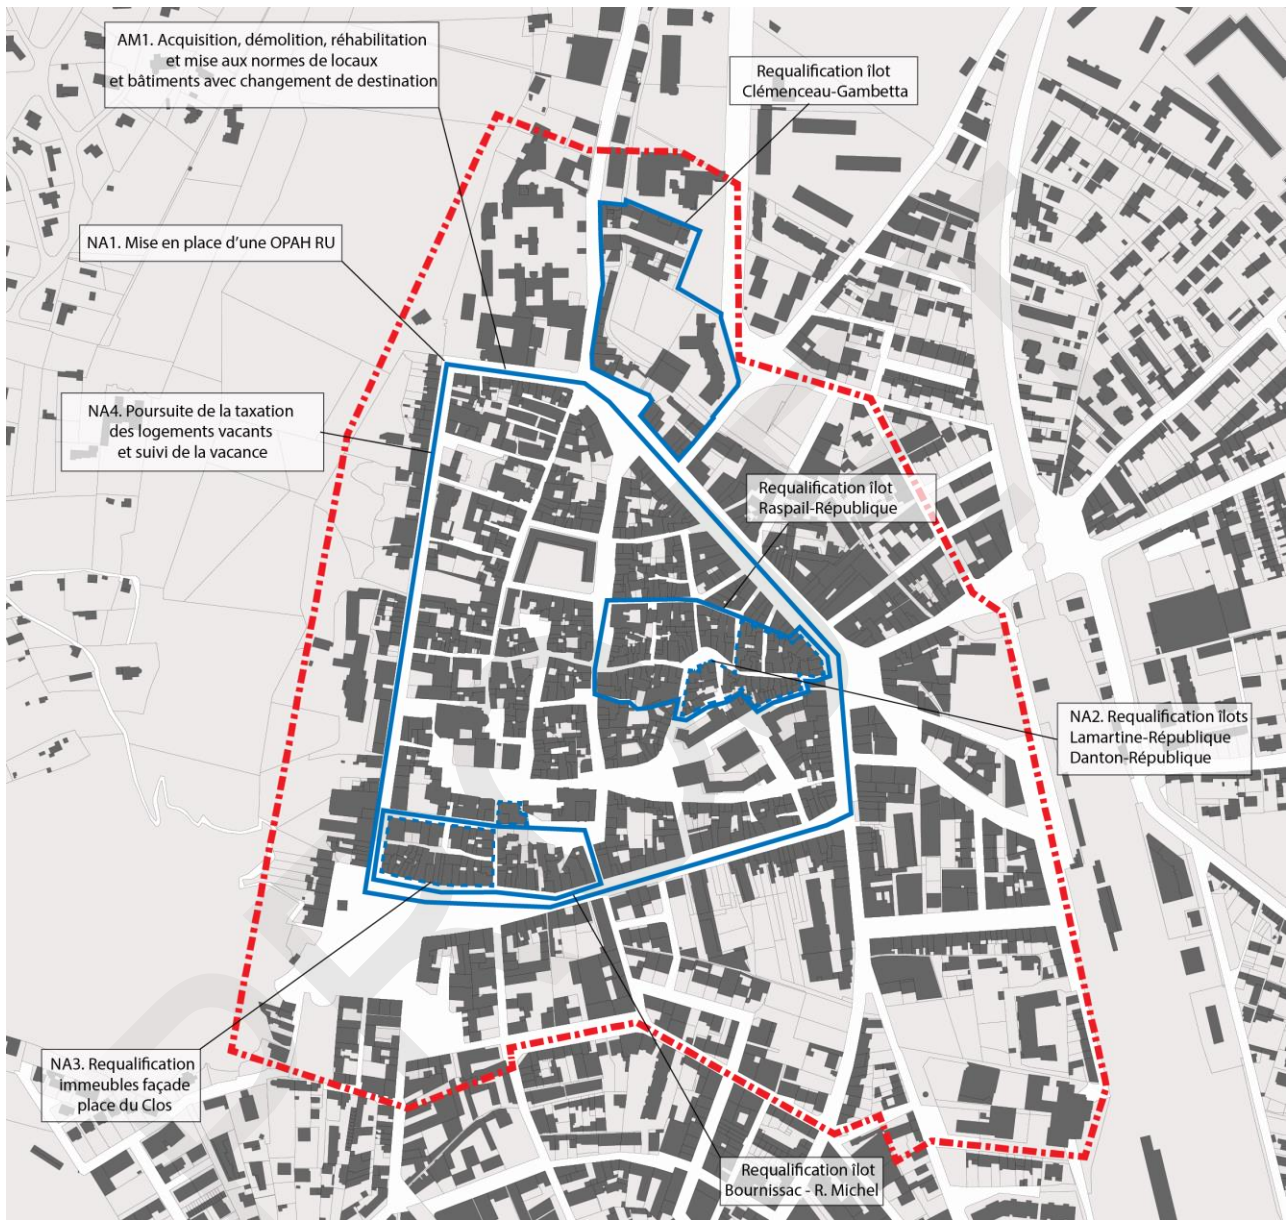 AM1. Acquisition, démolition, réhabilitation
et mise aux normes de locaux
et bâtiments avec changement de destination
Requalification îlot
Clémenceau-Gambetta
NA1. Mise en place d'une OPAH RU
NA4. Poursuite de la taxation
des logements vacants
et suivi de la vacance
Requalification îlot
Raspail-République
NA2. Requalification îlots
Lamartine-République
Danton-République
NA3. Requalification
immeubles façade
place du Clos
Requalification îlot
Bournissac - R. Michel